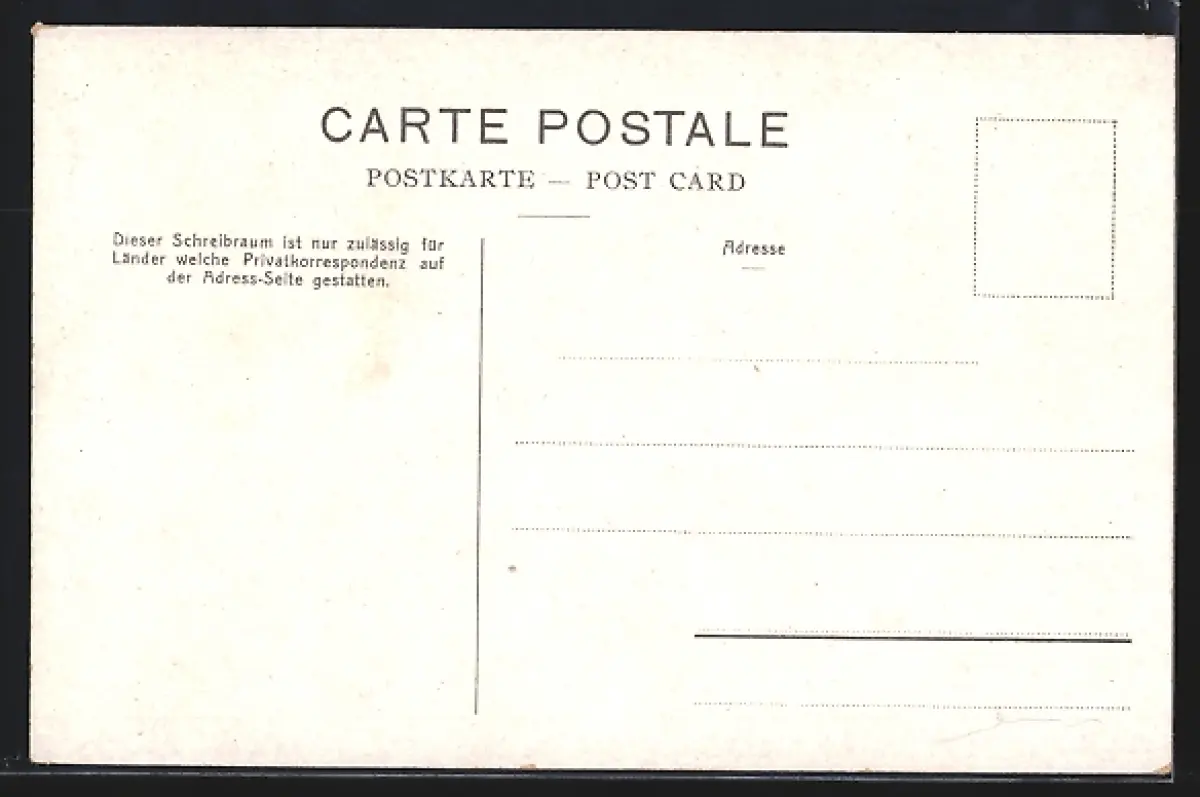 CARTE POSTALE
POSTKARTE — POST CARD
Dieser Schreibraum ist nur zulässig für
Länder welche Privatkorrespondenz auf
der Adress-Seite gestatten.
Adresse